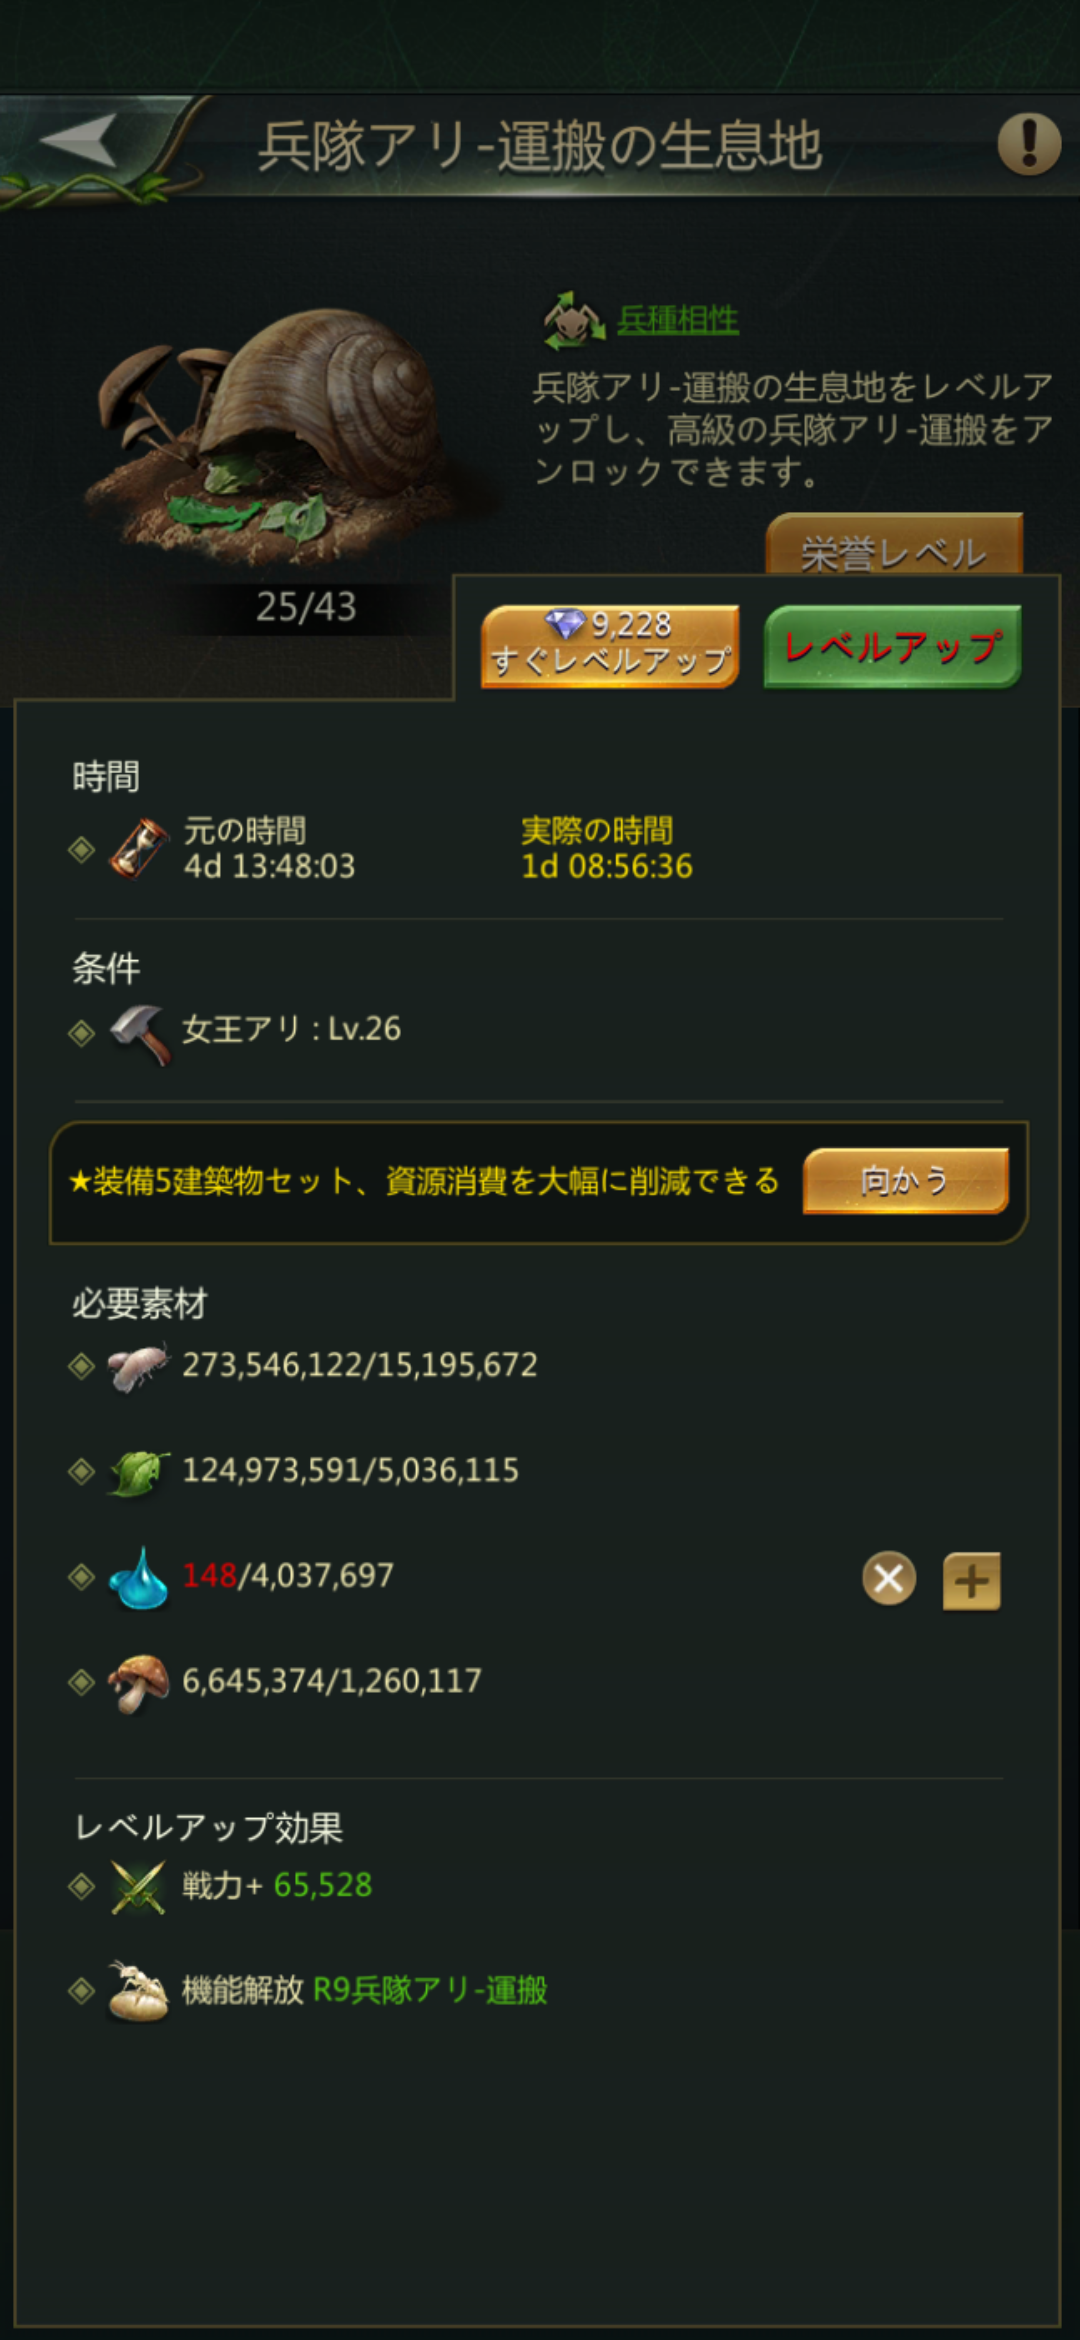 兵隊アリ-運搬の生息地
兵種相性
兵隊アリ-運搬の生息地をレベルア
ップし、高級の兵隊アリ-運搬をア
ンロックできます。
栄誉レベル
25/43
9,228
すぐレベルアップ
レベルアップ
時間
元の時間
4d 13:48:03
実際の時間
1d 08:56:36
条件
女王アリ : Lv.26
★装備5建築物セット、資源消費を大幅に削減できる
向かう
必要素材
273,546,122/15,195,672
124,973,591/5,036,115
148/4,037,697
6,645,374/1,260,117
レベルアップ効果
戦力+ 65,528
機能解放 R9兵隊アリ-運搬